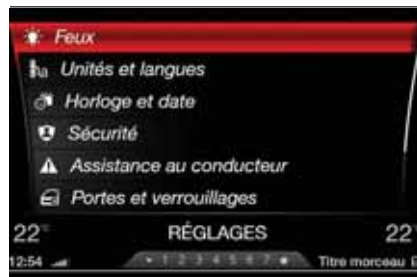 Feux
Unités et langues
Horloge et date
Sécurité
Assistance au conducteur
Portes et verrouillages
22° RÉGLAGES 22°
12:54 1 2 3 4 5 6 7 8 Titre morceau